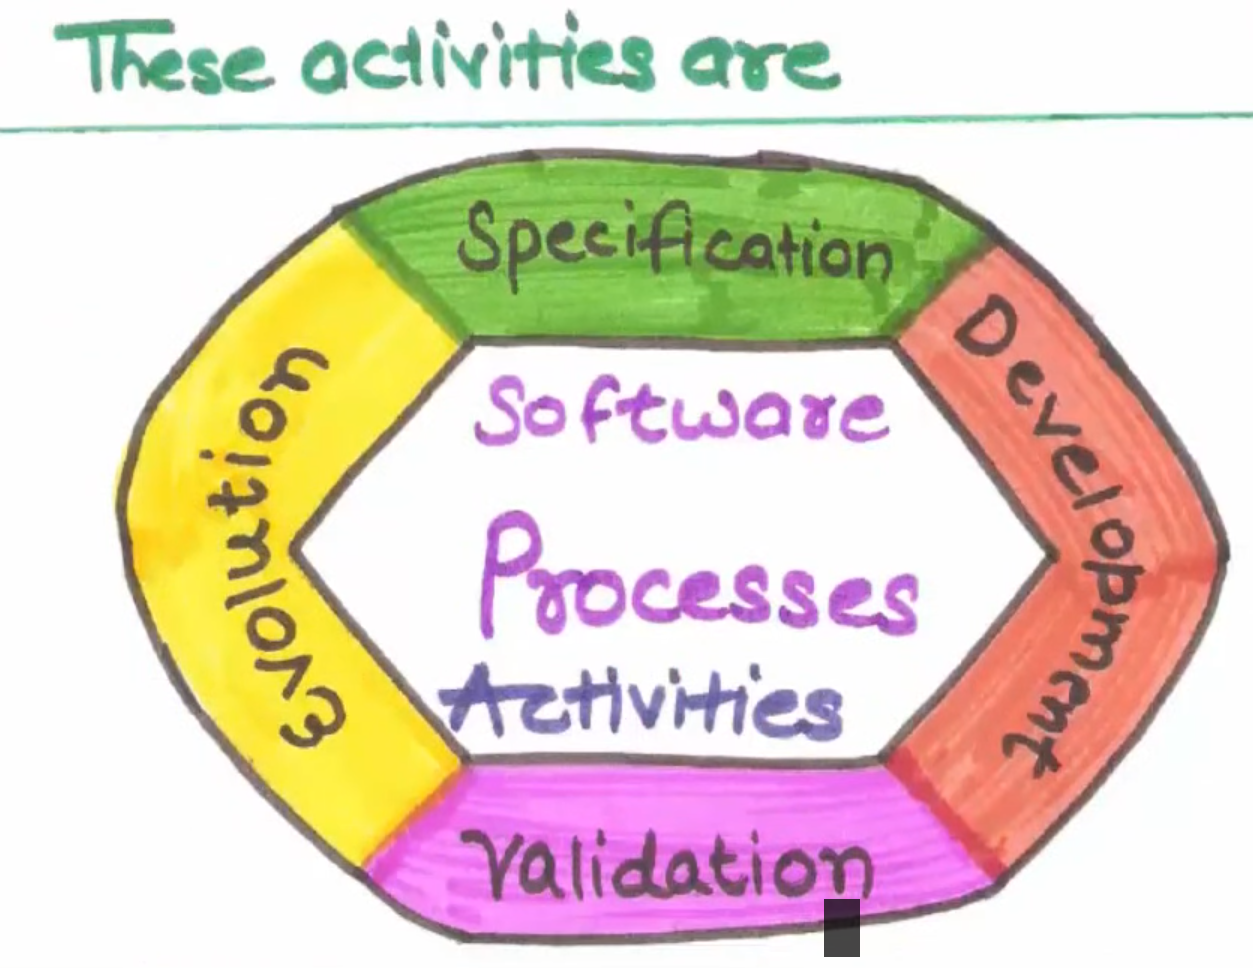 These activities are
Specification
Development
Software
Processes
Activities
Evolution
Validation